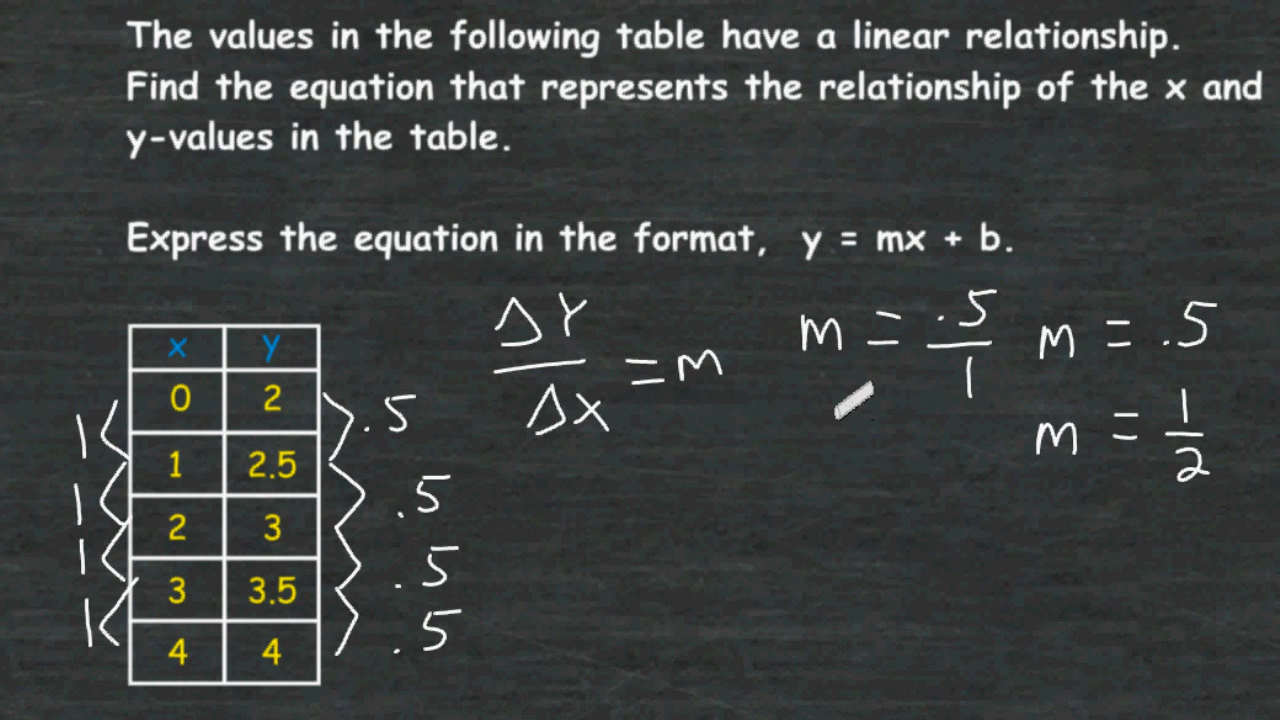 The values in the following table have a linear relationship.
Find the equation that represents the relationship of the x and
y-values in the table.
Express the equation in the format, y = mx + b.
ΔY/ΔX = m
m = .5/1
m = .5
m = 1/2
x y
0 2
1 2.5
2 3
3 3.5
4 4
1
1
1
1
.5
.5
.5
.5